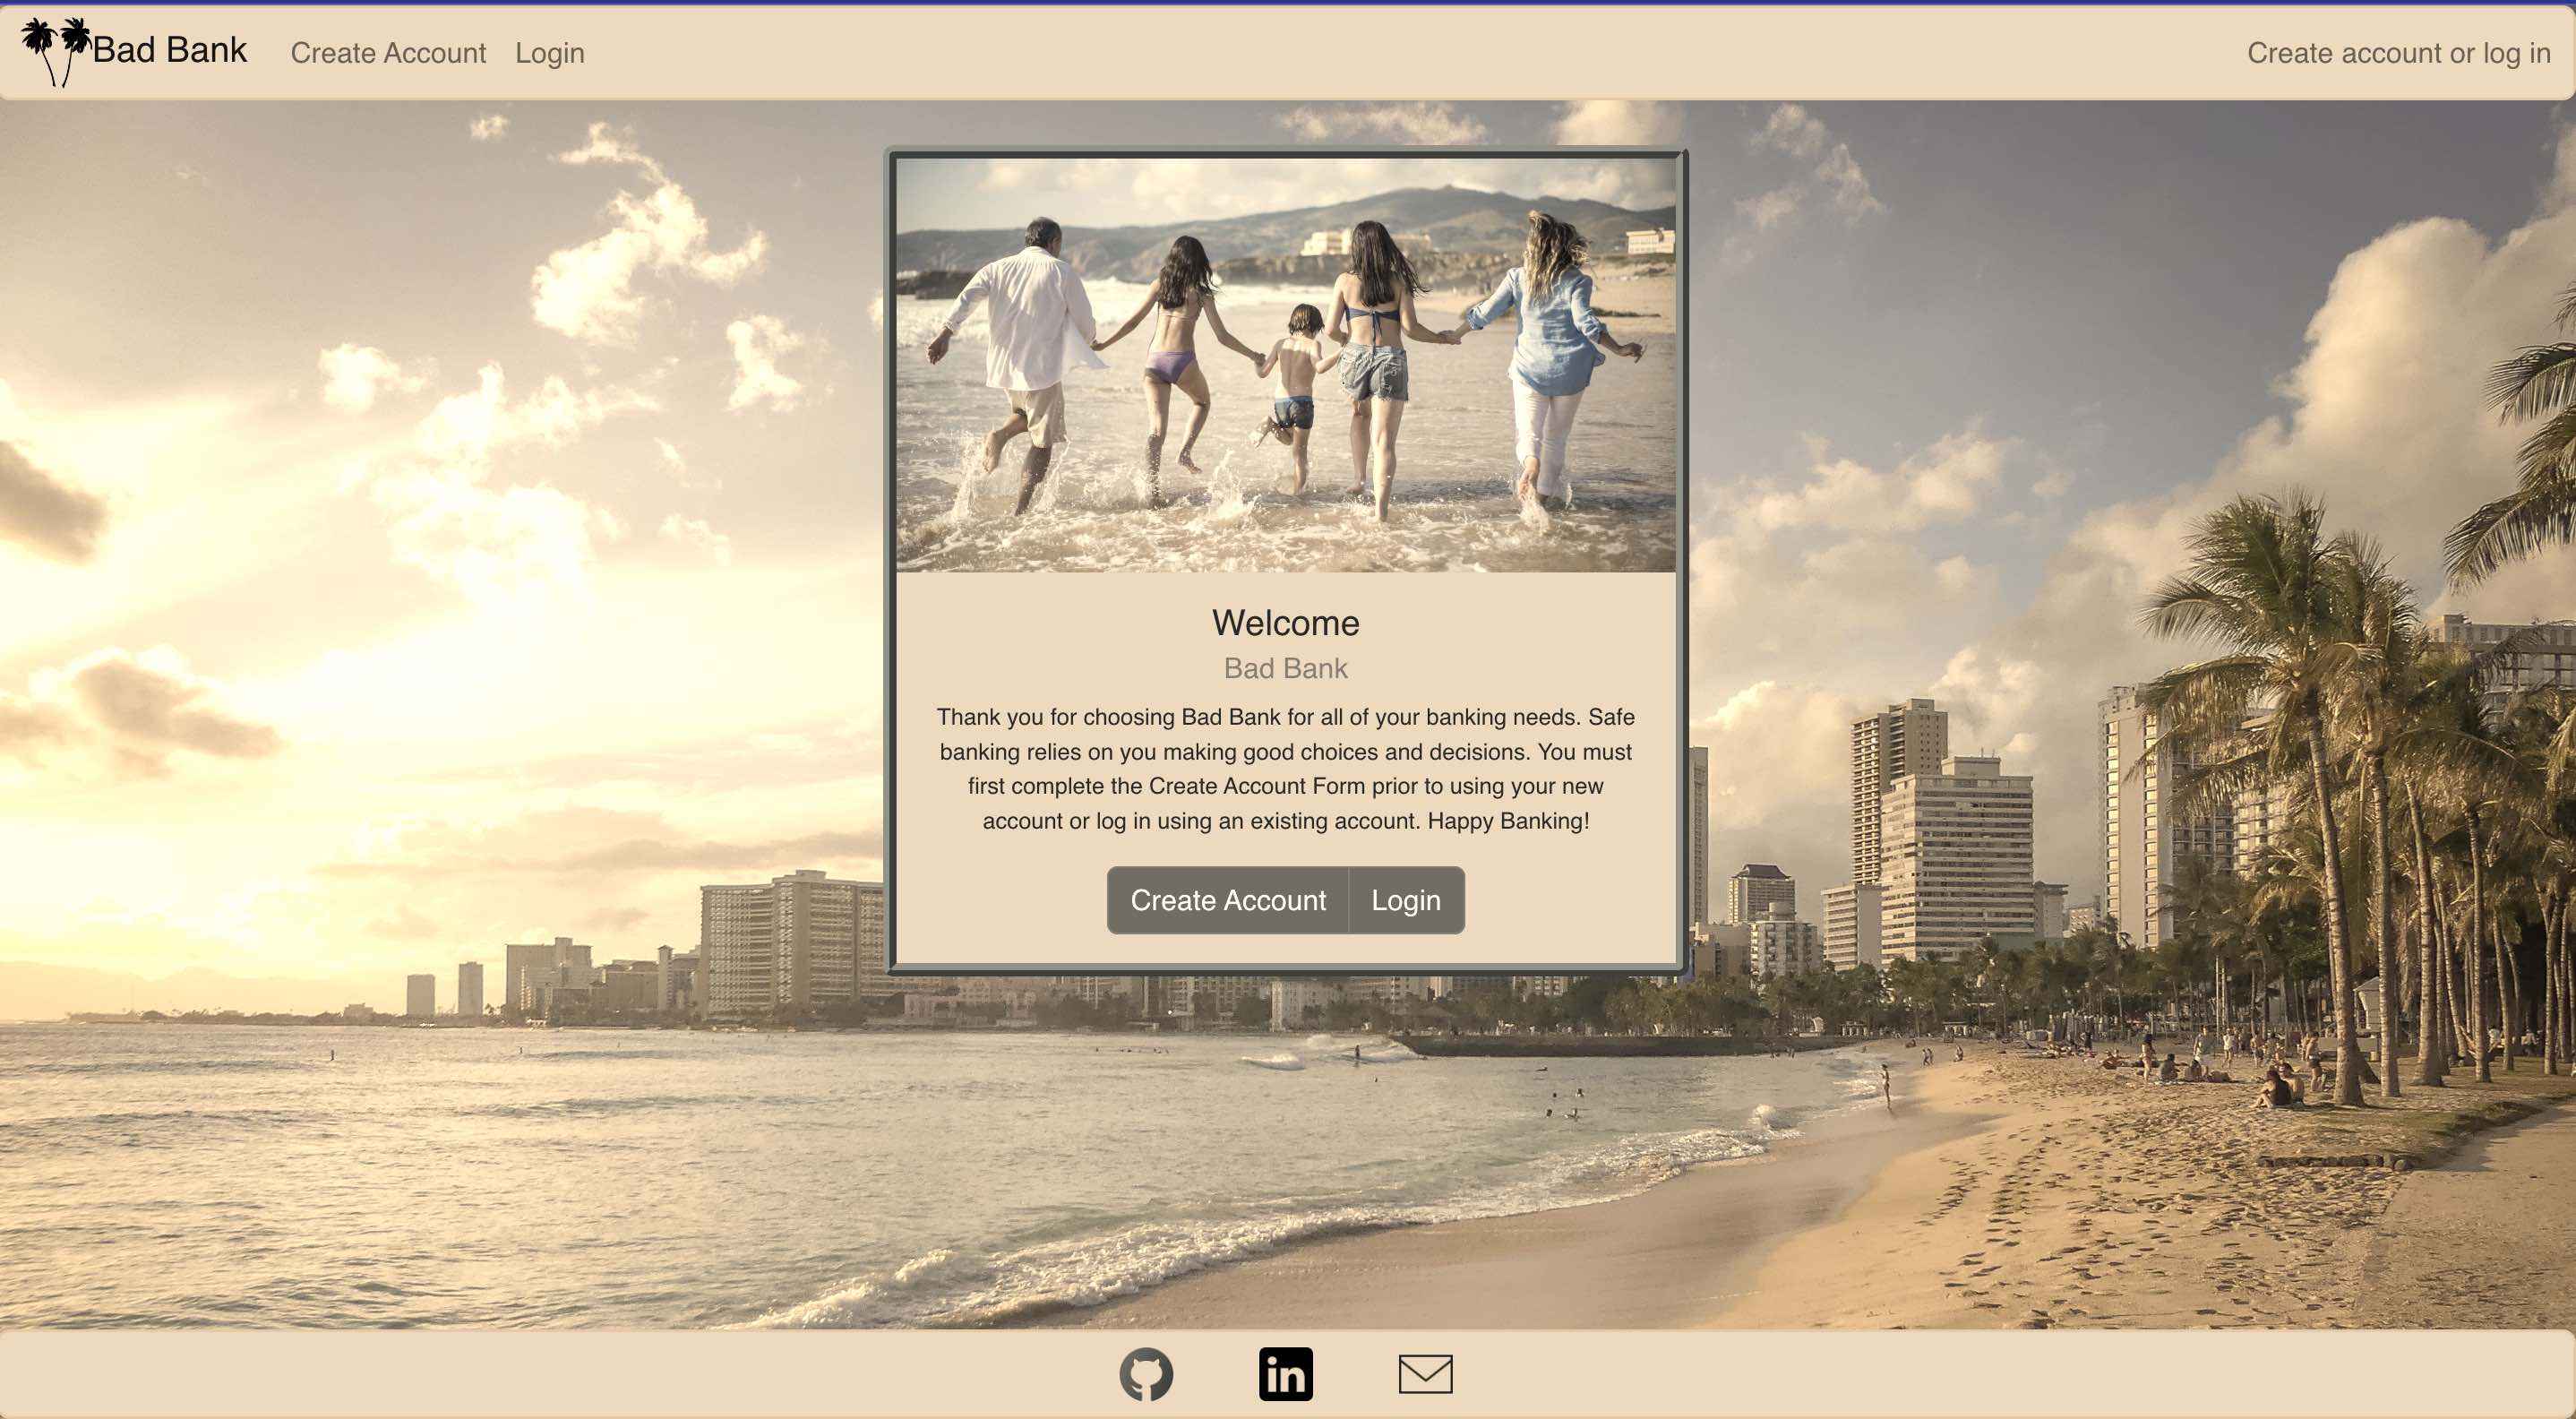 Bad Bank
Create Account
Login
Create account or log in
Welcome
Bad Bank
Thank you for choosing Bad Bank for all of your banking needs. Safe
banking relies on you making good choices and decisions. You must
first complete the Create Account Form prior to using your new
account or log in using an existing account. Happy Banking!
Create Account
Login
in